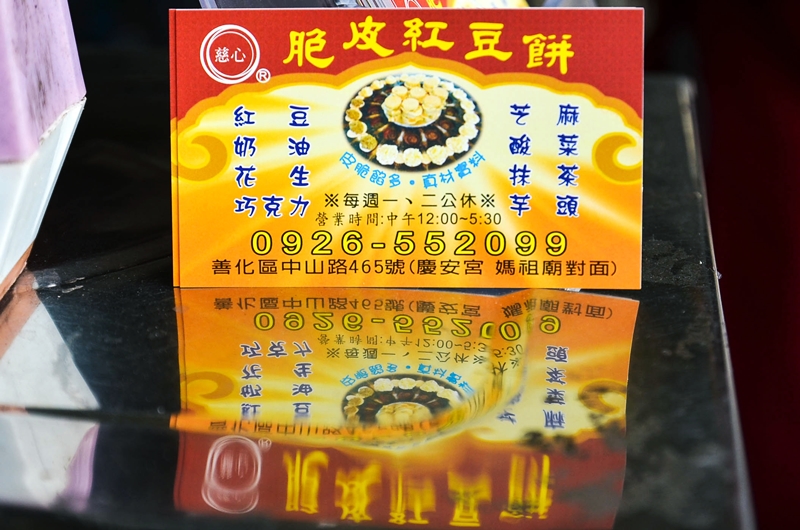 慈心
®
脆皮紅豆餅
紅豆
奶油
花生
巧克力
芝麻
酸菜
抹茶
芋頭
皮脆餡多・真材實料
※每週一、二公休※
營業時間:中午12:00~5:30
0926-552099
善化區中山路465號(慶安宮 媽祖廟對面)